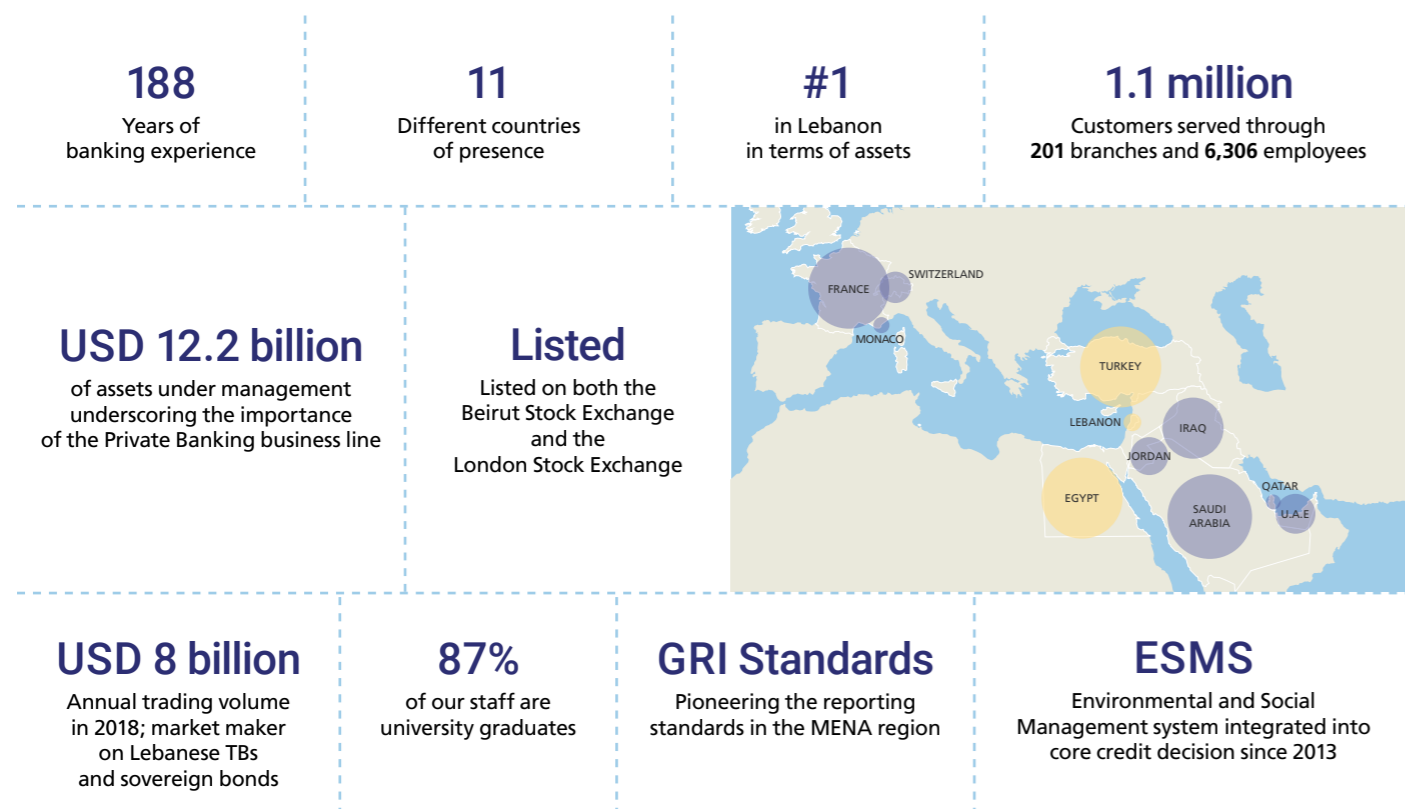 188
Years of
banking experience
11
Different countries
of presence
#1
in Lebanon
in terms of assets
1.1 million
Customers served through
201 branches and 6,306 employees
USD 12.2 billion
of assets under management
underscoring the importance
of the Private Banking business line
Listed
Listed on both the
Beirut Stock Exchange
and the
London Stock Exchange
SWITZERLAND
FRANCE
MONACO
TURKEY
LEBANON
IRAQ
JORDAN
EGYPT
QATAR
SAUDI
ARABIA
U.A.E
USD 8 billion
Annual trading volume
in 2018; market maker
on Lebanese TBs
and sovereign bonds
87%
of our staff are
university graduates
GRI Standards
Pioneering the reporting
standards in the MENA region
ESMS
Environmental and Social
Management system integrated into
core credit decision since 2013